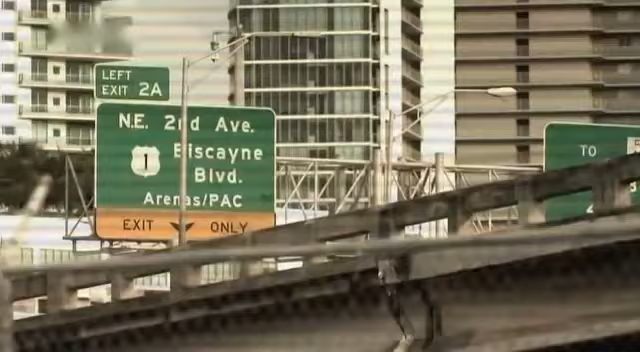 LEFT
EXIT 2A
N.E. 2nd Ave.
1 Biscayne
Blvd.
Arenas/PAC
EXIT ONLY
TO